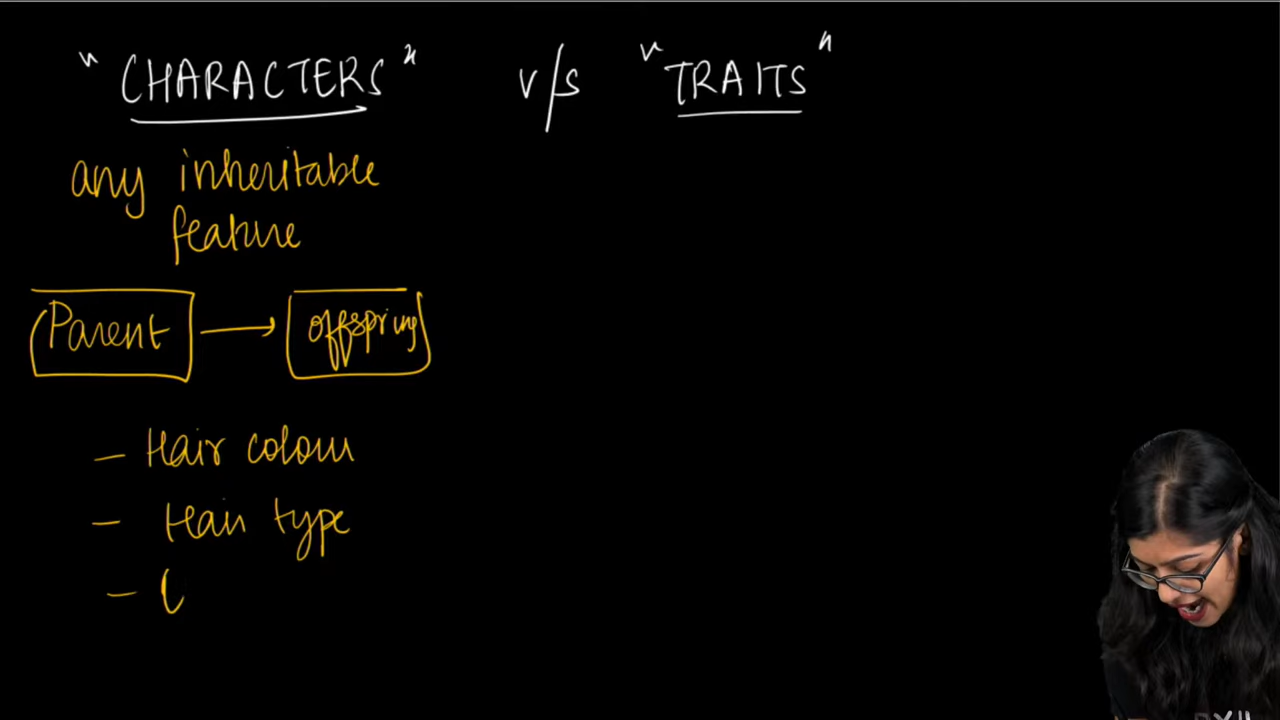 "CHARACTERS" v/s "TRAITS"
any inheritable
feature
Parent → offspring
- Hair colour
- Hair type
-